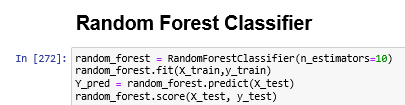 Random Forest Classifier
In [272]: random_forest = RandomForestClassifier(n_estimators=10)
random_forest.fit(X_train,y_train)
Y_pred = random_forest.predict(X_test)
random_forest.score(X_test, y_test)